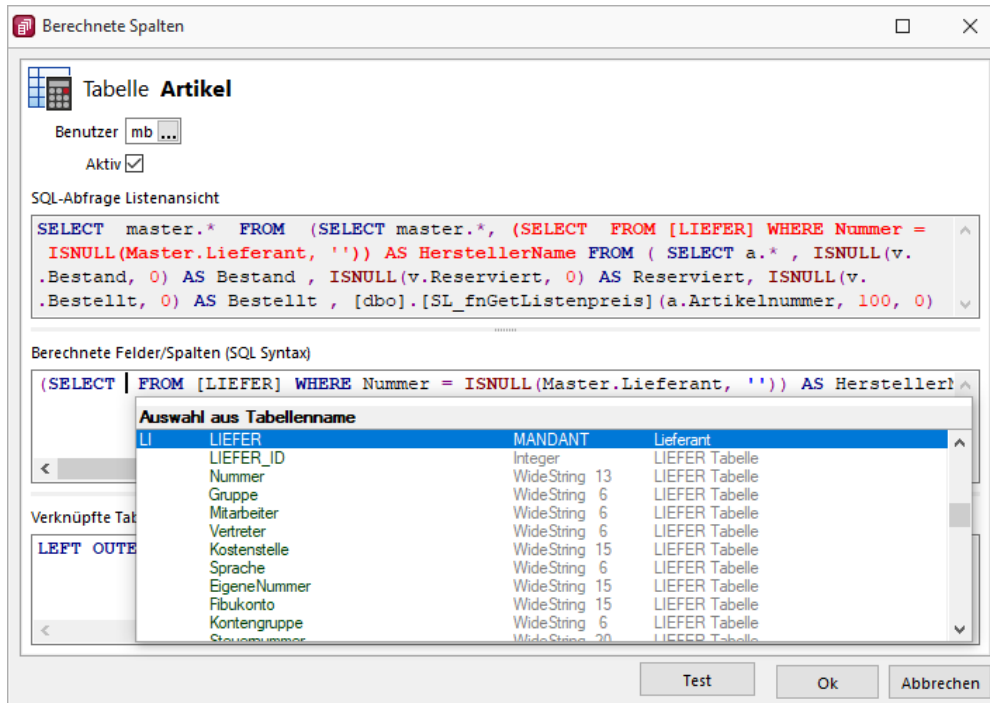 Berechnete Spalten
Tabelle Artikel
Benutzer mb ...
Aktiv
SQL-Abfrage Listenansicht
SELECT master.* FROM (SELECT master.*, (SELECT FROM [LIEFER] WHERE Nummer =
ISNULL(Master.Lieferant, '')) AS HerstellerName FROM ( SELECT a.* , ISNULL(v.
.Bestand, 0) AS Bestand , ISNULL(v.Reserviert, 0) AS Reserviert, ISNULL(v.
.Bestellt, 0) AS Bestellt , [dbo].[SL_fnGetListenpreis](a.Artikelnummer, 100, 0)
Berechnete Felder/Spalten (SQL Syntax)
(SELECT FROM [LIEFER] WHERE Nummer = ISNULL(Master.Lieferant, '')) AS Hersteller
Auswahl aus Tabellenname
LI LIEFER MANDANT Lieferant
LIEFER_ID Integer LIEFER Tabelle
Nummer WideString 13 LIEFER Tabelle
Gruppe WideString 6 LIEFER Tabelle
Mitarbeiter WideString 6 LIEFER Tabelle
Vertreter WideString 6 LIEFER Tabelle
Kostenstelle WideString 15 LIEFER Tabelle
Sprache WideString 6 LIEFER Tabelle
EigeneNummer WideString 15 LIEFER Tabelle
Fibukonto WideString 15 LIEFER Tabelle
Kontengruppe WideString 6 LIEFER Tabelle
Steuernummer WideString 20 LIEFER Tabelle
Verknüpfte Tab
LEFT OUTE
Test Ok Abbrechen